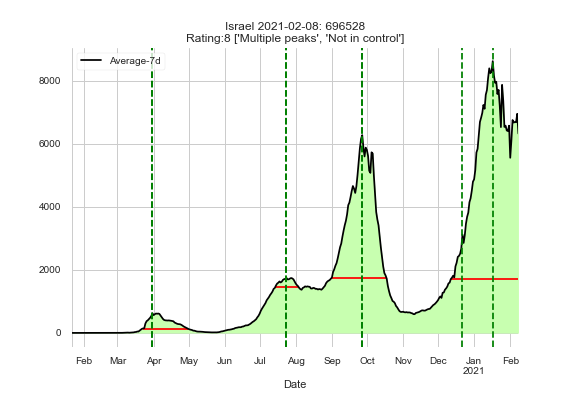 Israel 2021-02-08: 696528
Rating:8 ['Multiple peaks', 'Not in control']
Average-7d
8000
6000
4000
2000
0
Feb Mar Apr May Jun Jul Aug Sep Oct Nov Dec Jan Feb
2021
Date